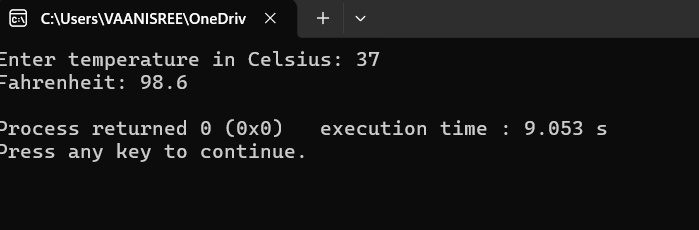 C:\Users\VAANISREE\OneDriv
Enter temperature in Celsius: 37
Fahrenheit: 98.6
Process returned 0 (0x0)   execution time : 9.053 s
Press any key to continue.